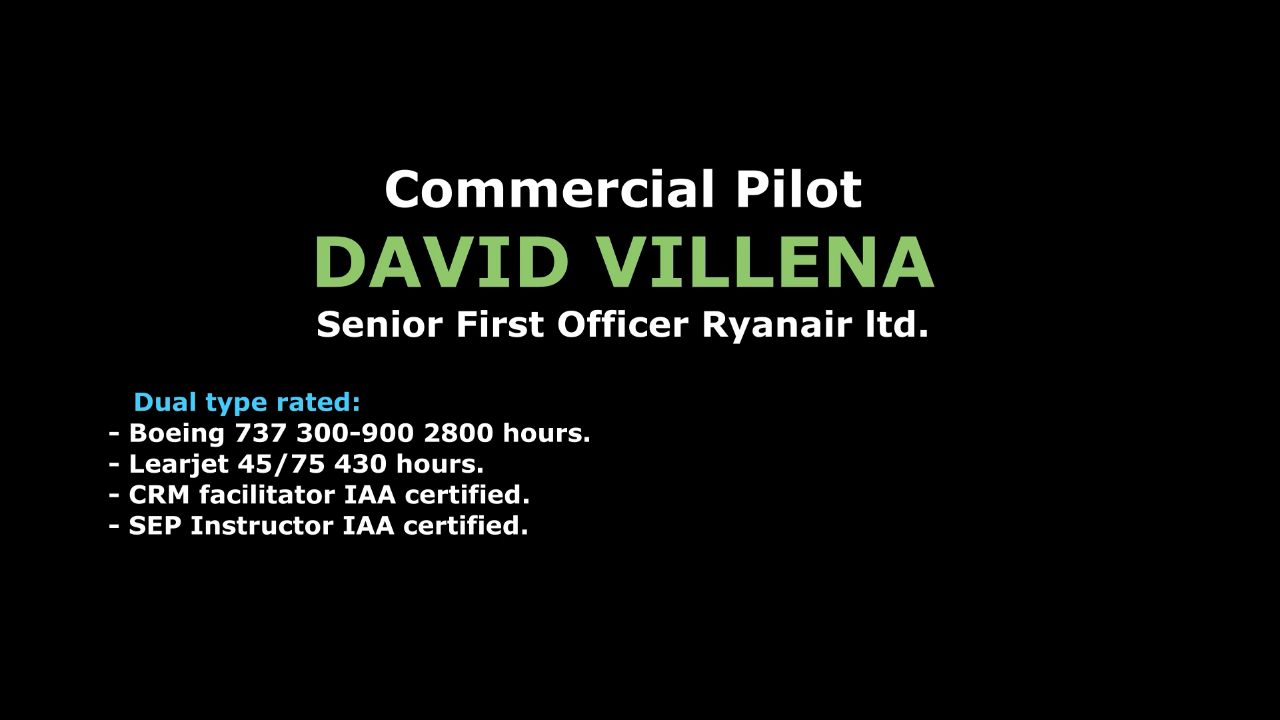 Commercial Pilot
DAVID VILLENA
Senior First Officer Ryanair ltd.
Dual type rated:
- Boeing 737 300-900 2800 hours.
- Learjet 45/75 430 hours.
- CRM facilitator IAA certified.
- SEP Instructor IAA certified.